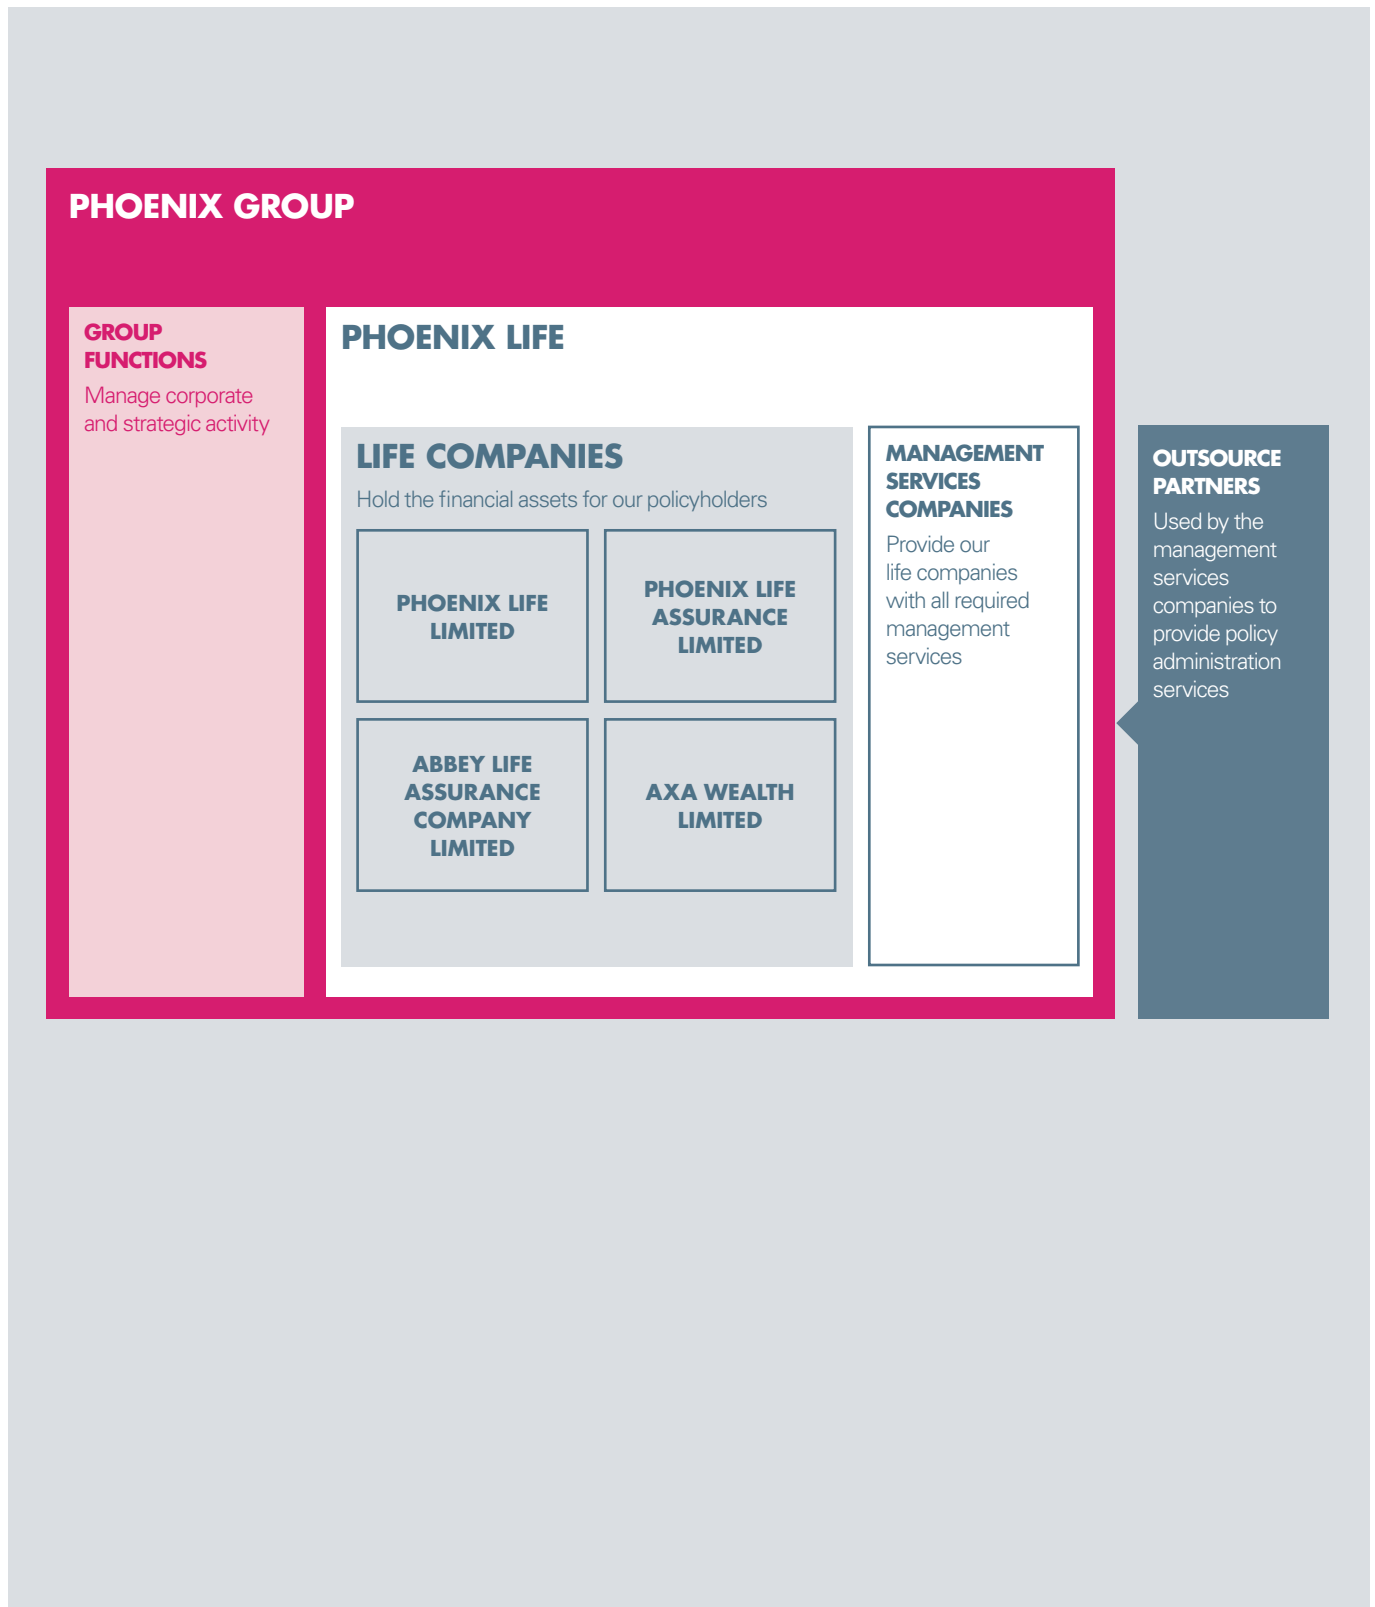 PHOENIX GROUP
GROUP
FUNCTIONS
Manage corporate
and strategic activity
PHOENIX LIFE
LIFE COMPANIES
Hold the financial assets for our policyholders
PHOENIX LIFE
LIMITED
PHOENIX LIFE
ASSURANCE
LIMITED
ABBEY LIFE
ASSURANCE
COMPANY
LIMITED
AXA WEALTH
LIMITED
MANAGEMENT
SERVICES
COMPANIES
Provide our
life companies
with all required
management
services
OUTSOURCE
PARTNERS
Used by the
management
services
companies to
provide policy
administration
services